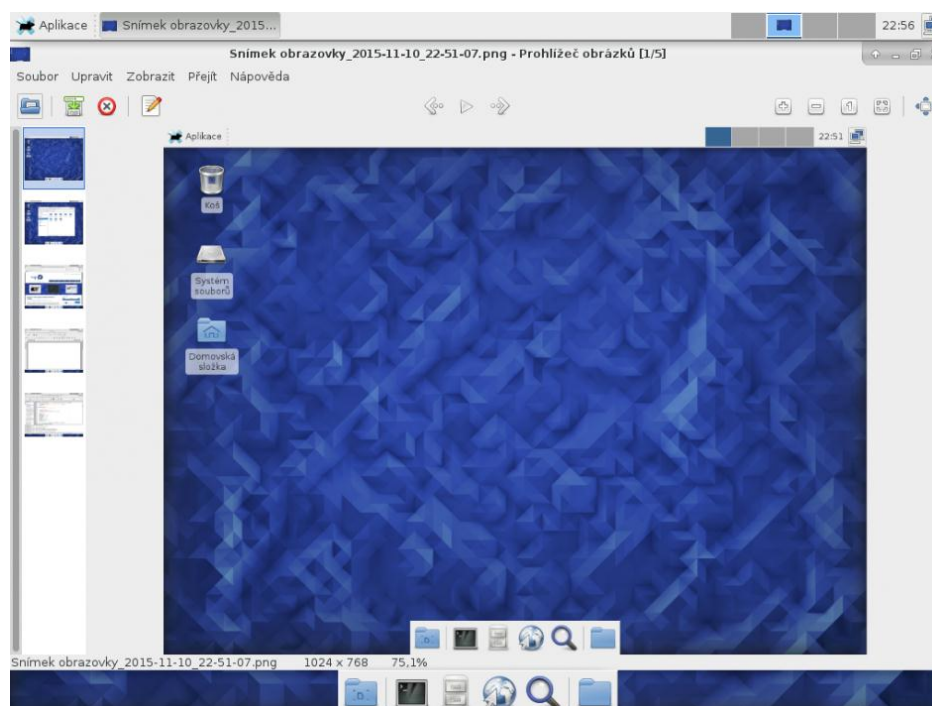 Aplikace
Snímek obrazovky_2015...
22:56
Snímek obrazovky_2015-11-10_22-51-07.png - Prohlížeč obrázků [1/5]
Soubor Upravit Zobrazit Přejít Nápověda
Aplikace
22:51
Koš
Systém
souborů
Domovská
složka
Snímek obrazovky_2015-11-10_22-51-07.png 1024 x 768 75,1%